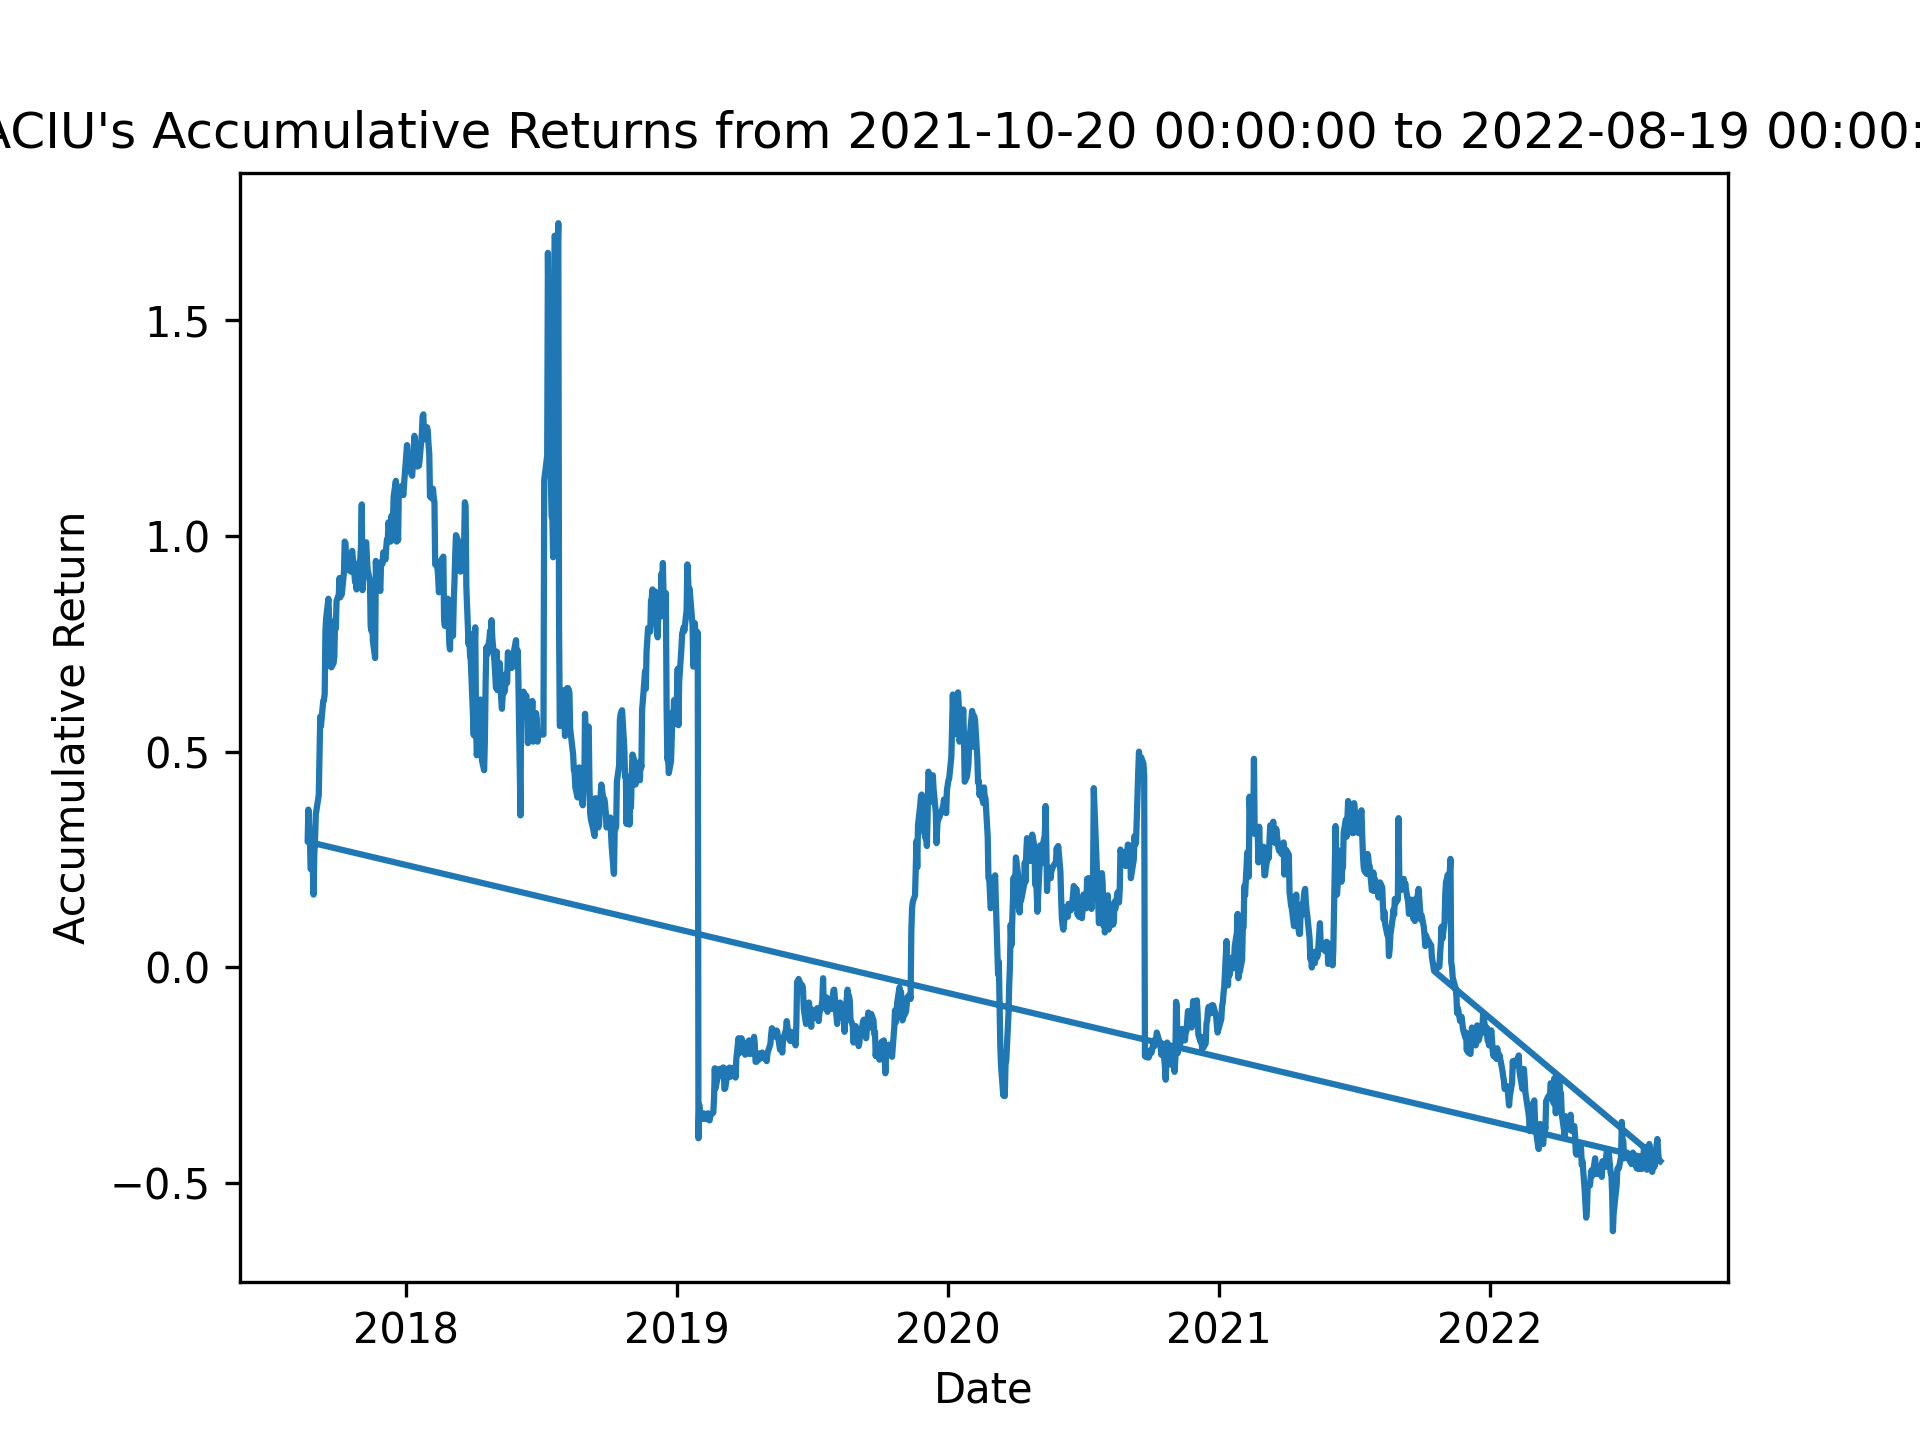 ACIU's Accumulative Returns from 2021-10-20 00:00:00 to 2022-08-19 00:00:
Accumulative Return
1.5
1.0
0.5
0.0
−0.5
2018 2019 2020 2021 2022
Date